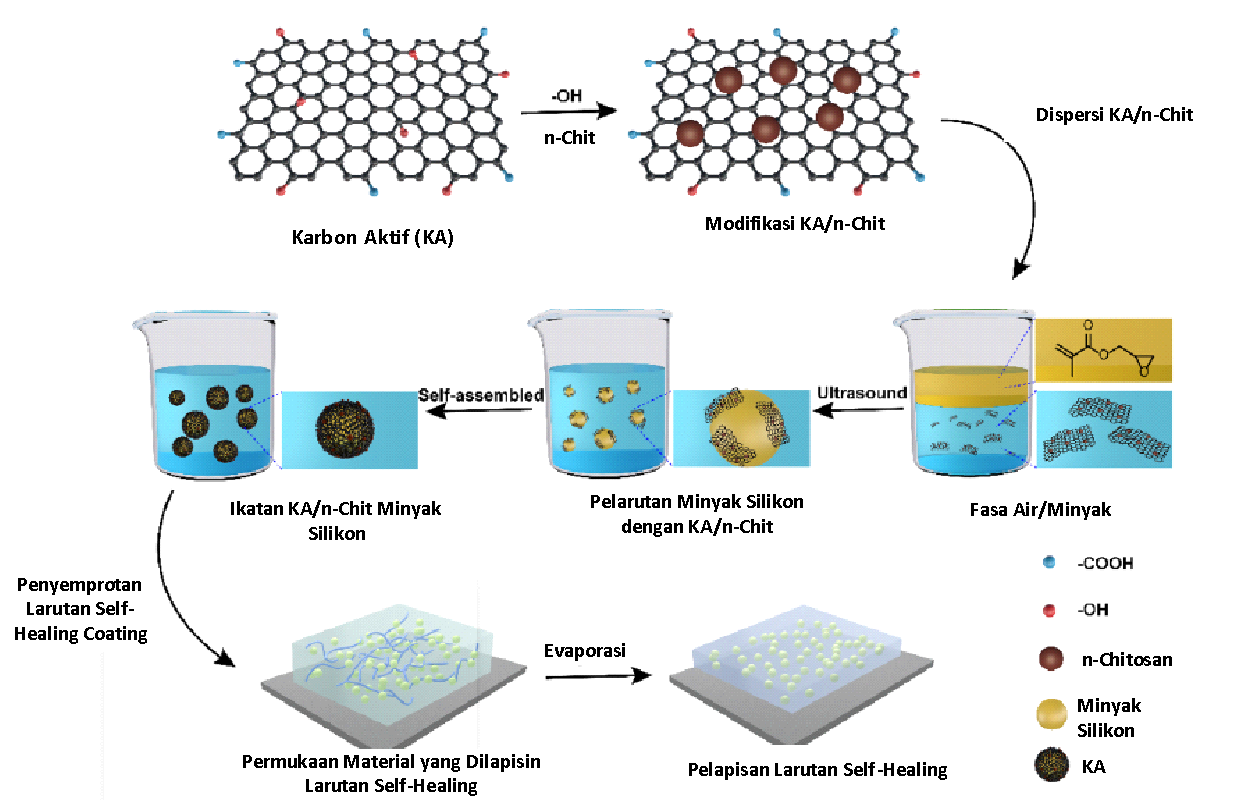 -OH
n-Chit
Dispersi KA/n-Chit
Karbon Aktif (KA)
Modifikasi KA/n-Chit
O
O
O
Self-assembled
Ultrasound
Ikatan KA/n-Chit Minyak
Silikon
Pelarutan Minyak Silikon
dengan KA/n-Chit
Fasa Air/Minyak
-COOH
-OH
n-Chitosan
Minyak
Silikon
KA
Penyemprotan
Larutan Self-
Healing Coating
Evaporasi
Permukaan Material yang Dilapisin
Larutan Self-Healing
Pelapisan Larutan Self-Healing